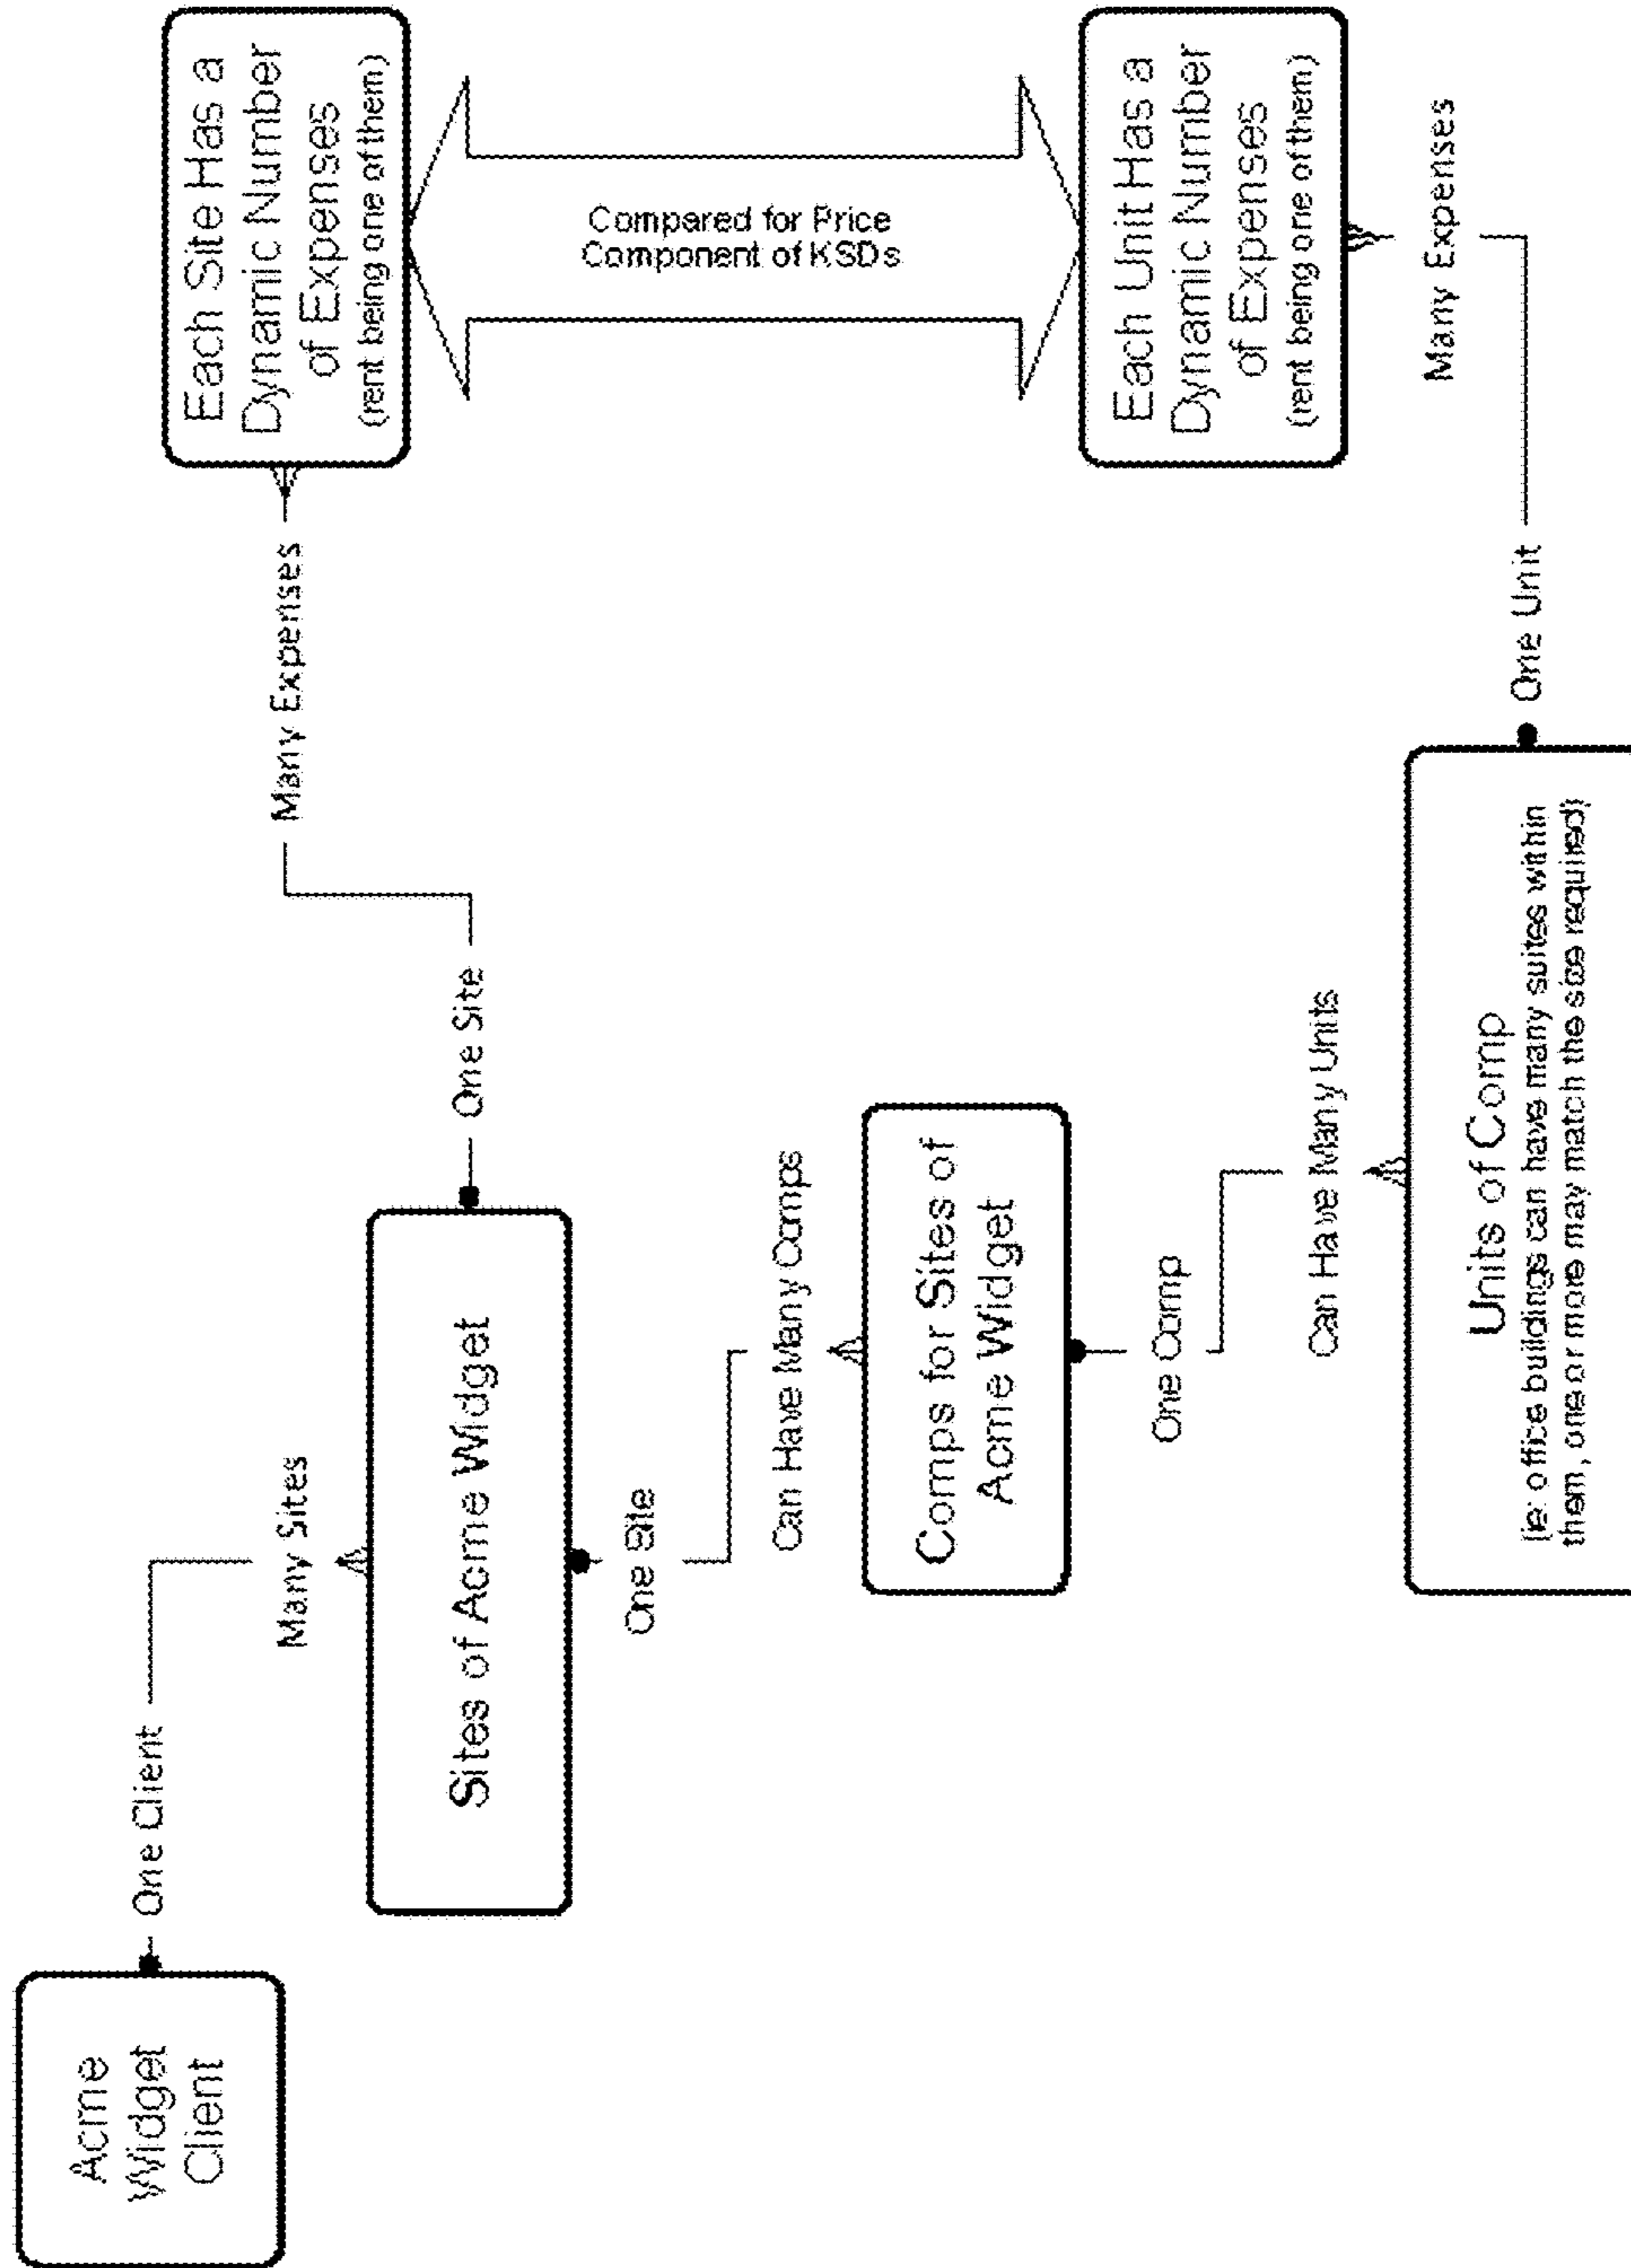 Acme
Widget
Client
One Client
Many Sites
Sites of Acme Widget
One Site
Many Expenses
Each Site Has a
Dynamic Number
of Expenses
(rent being one of them)
One Site
Can Have Many Comps
Comps for Sites of
Acme Widget
Compared for Price
Component of KSDs
One Comp
Can Have Many Units
Units of Comp
(ie: office buildings can have many suites within
them, one or more may match the size required)
One Unit
Many Expenses
Each Unit Has a
Dynamic Number
of Expenses
(rent being one of them)